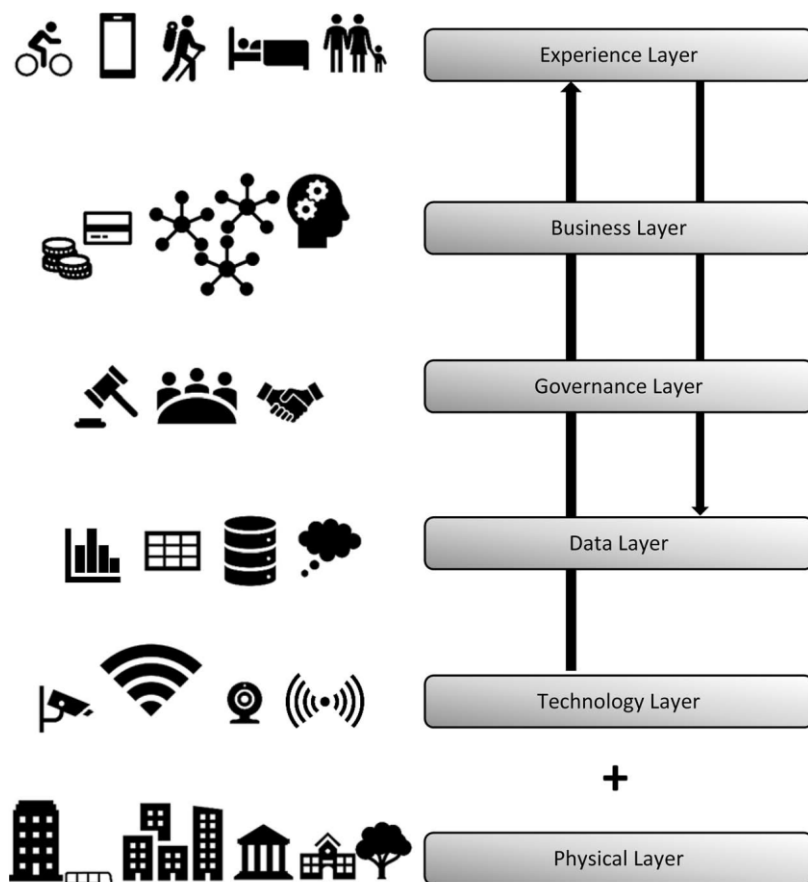 Experience Layer
Business Layer
Governance Layer
Data Layer
Technology Layer
+
Physical Layer